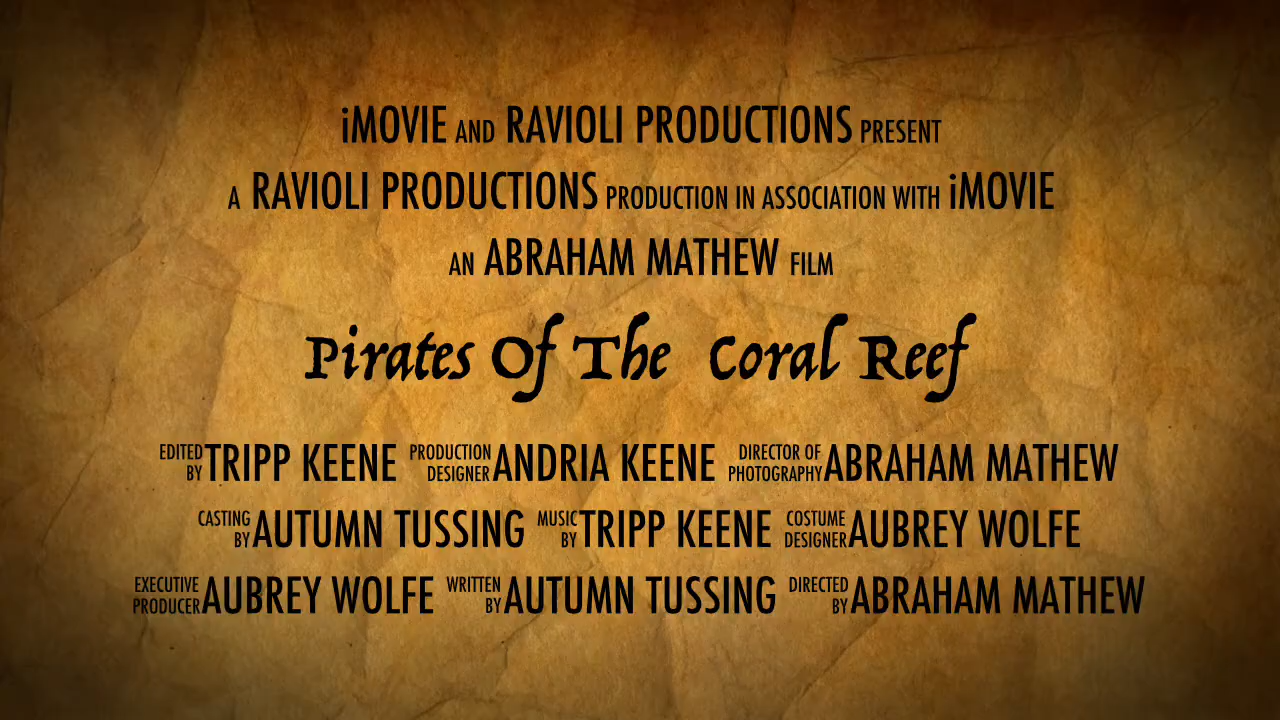 iMOVIE AND RAVIOLI PRODUCTIONS PRESENT
A RAVIOLI PRODUCTIONS PRODUCTION IN ASSOCIATION WITH iMOVIE
AN ABRAHAM MATHEW FILM
Pirates Of The Coral Reef
EDITED BY TRIPP KEENE PRODUCTION DESIGNER ANDRIA KEENE DIRECTOR OF PHOTOGRAPHY ABRAHAM MATHEW
CASTING BY AUTUMN TUSSING MUSIC BY TRIPP KEENE COSTUME DESIGNER AUBREY WOLFE
EXECUTIVE PRODUCER AUBREY WOLFE WRITTEN BY AUTUMN TUSSING DIRECTED BY ABRAHAM MATHEW